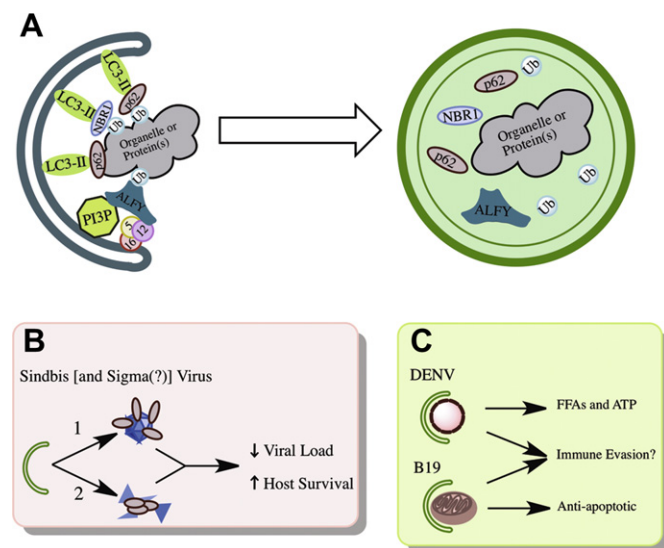 A
LC3-II
p62
LC3-II
NBR1
Ub
Ub
LC3-II
p62
Organelle or
Protein(s)
Ub
ALFY
PI3P
5
12
16
p62
Ub
NBR1
Organelle or
Protein(s)
p62
Ub
ALFY
Ub
B
Sindbis [and Sigma(?)] Virus
1
2
↓ Viral Load
↑ Host Survival
C
DENV
FFAs and ATP
Immune Evasion?
B19
Anti-apoptotic